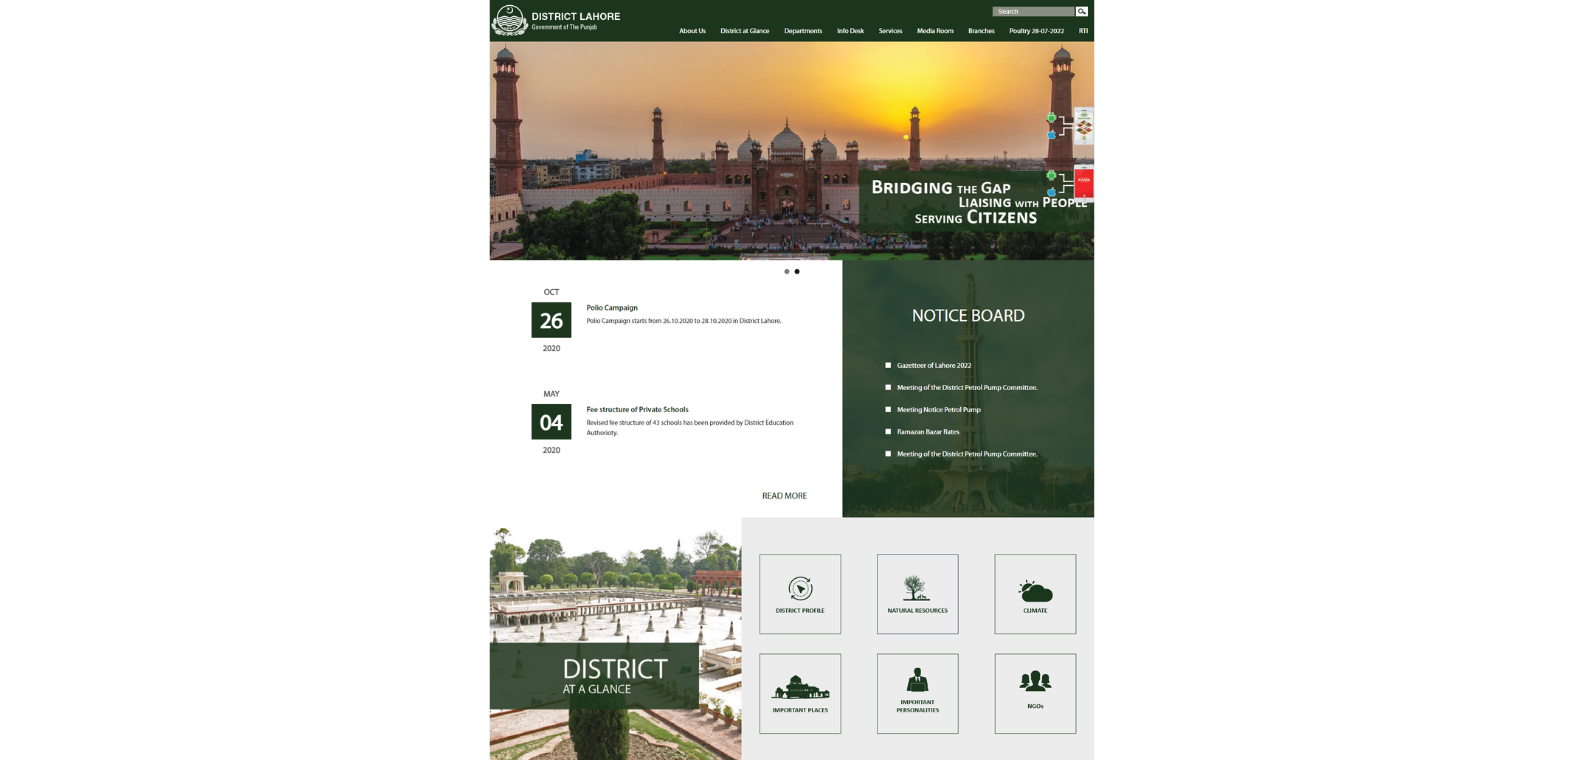 DISTRICT LAHORE
Government of The Punjab
Search
About Us
District at Glance
Departments
Info Desk
Services
Media Room
Branches
Poultry 28-07-2022
RTI
BRIDGING THE GAP
LIAISING WITH PEOPLE
SERVING CITIZENS
OCT
26
2020
Polio Campaign
Polio Campaign starts from 26.10.2020 to 28.10.2020 in District Lahore.
MAY
04
2020
Fee structure of Private Schools
Revised fee structure of 43 schools has been provided by District Education
Authorioty.
READ MORE
NOTICE BOARD
Gazetteer of Lahore 2022
Meeting of the District Petrol Pump Committee.
Meeting Notice Petrol Pump
Ramazan Bazar Rates
Meeting of the District Petrol Pump Committee.
DISTRICT
AT A GLANCE
DISTRICT PROFILE
NATURAL RESOURCES
CLIMATE
IMPORTANT PLACES
IMPORTANT
PERSONALITIES
NGOs